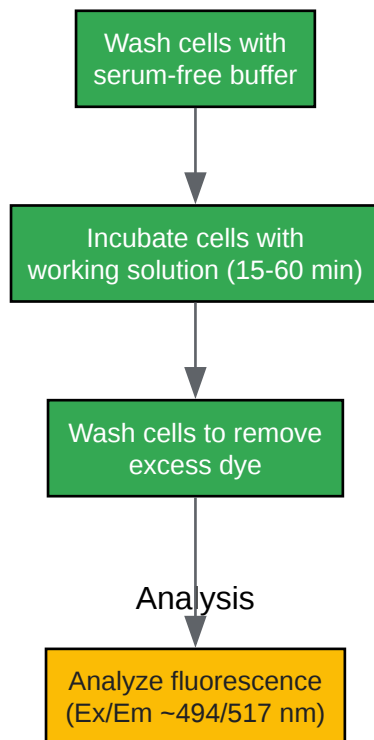 Wash cells with
serum-free buffer
Incubate cells with
working solution (15-60 min)
Wash cells to remove
excess dye
Analysis
Analyze fluorescence
(Ex/Em ~494/517 nm)